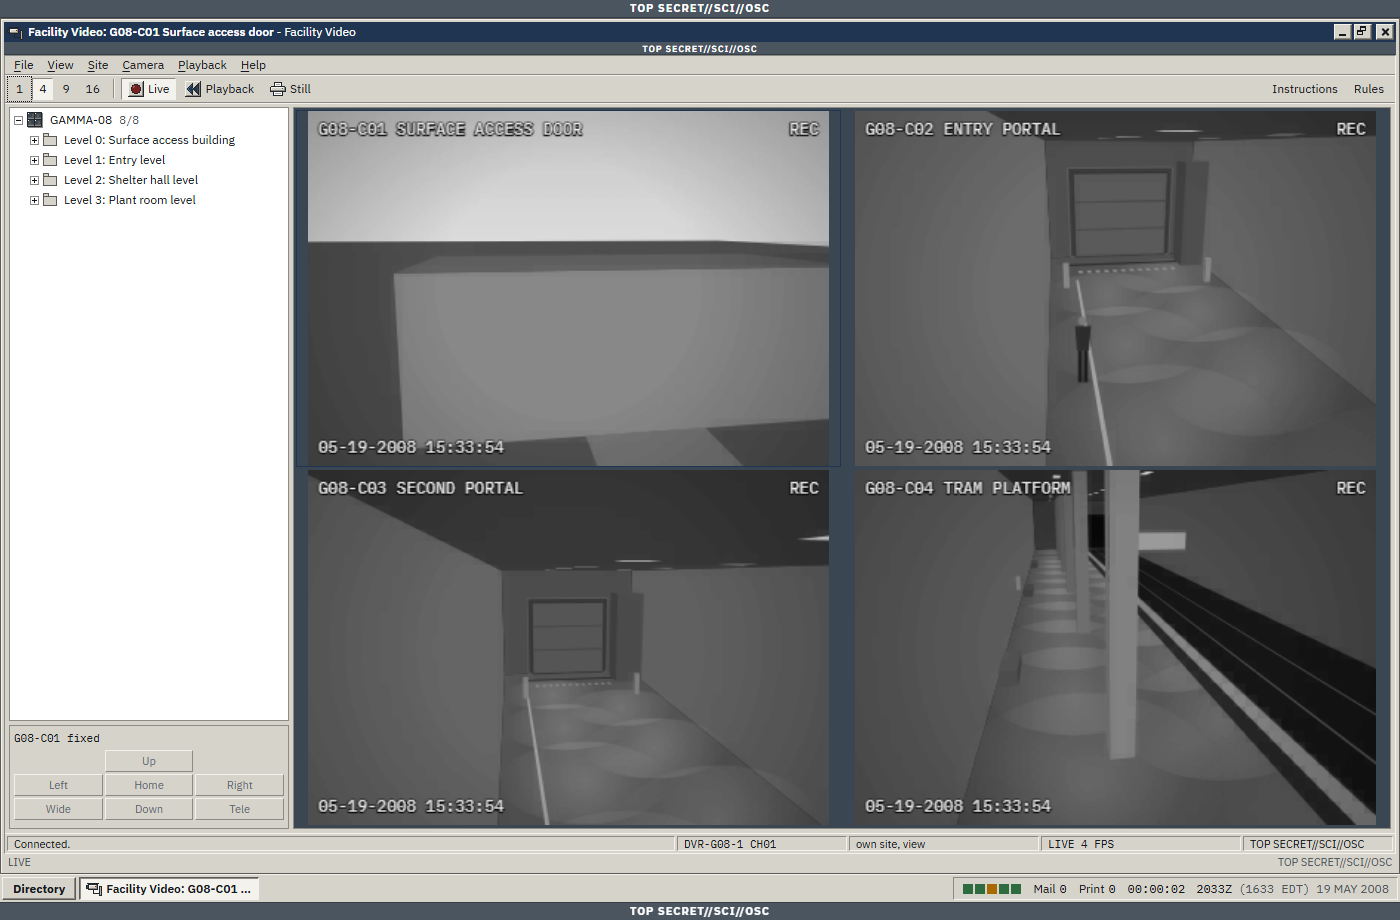 TOP SECRET//SCI//OSC
Facility Video: G08-C01 Surface access door - Facility Video
TOP SECRET//SCI//OSC
File View Site Camera Playback Help
1 4 9 16 Live Playback Still Instructions Rules
GAMMA-08 8/8
Level 0: Surface access building
Level 1: Entry level
Level 2: Shelter hall level
Level 3: Plant room level
G08-C01 SURFACE ACCESS DOOR REC
05-19-2008 15:33:54
G08-C02 ENTRY PORTAL REC
05-19-2008 15:33:54
G08-C03 SECOND PORTAL REC
05-19-2008 15:33:54
G08-C04 TRAM PLATFORM REC
05-19-2008 15:33:54
G08-C01 fixed
Up
Left Home Right
Wide Down Tele
Connected. DVR-G08-1 CH01 own site, view LIVE 4 FPS TOP SECRET//SCI//OSC
LIVE TOP SECRET//SCI//OSC
Directory Facility Video: G08-C01 ... Mail 0 Print 0 00:00:02 2033Z (1633 EDT) 19 MAY 2008
TOP SECRET//SCI//OSC